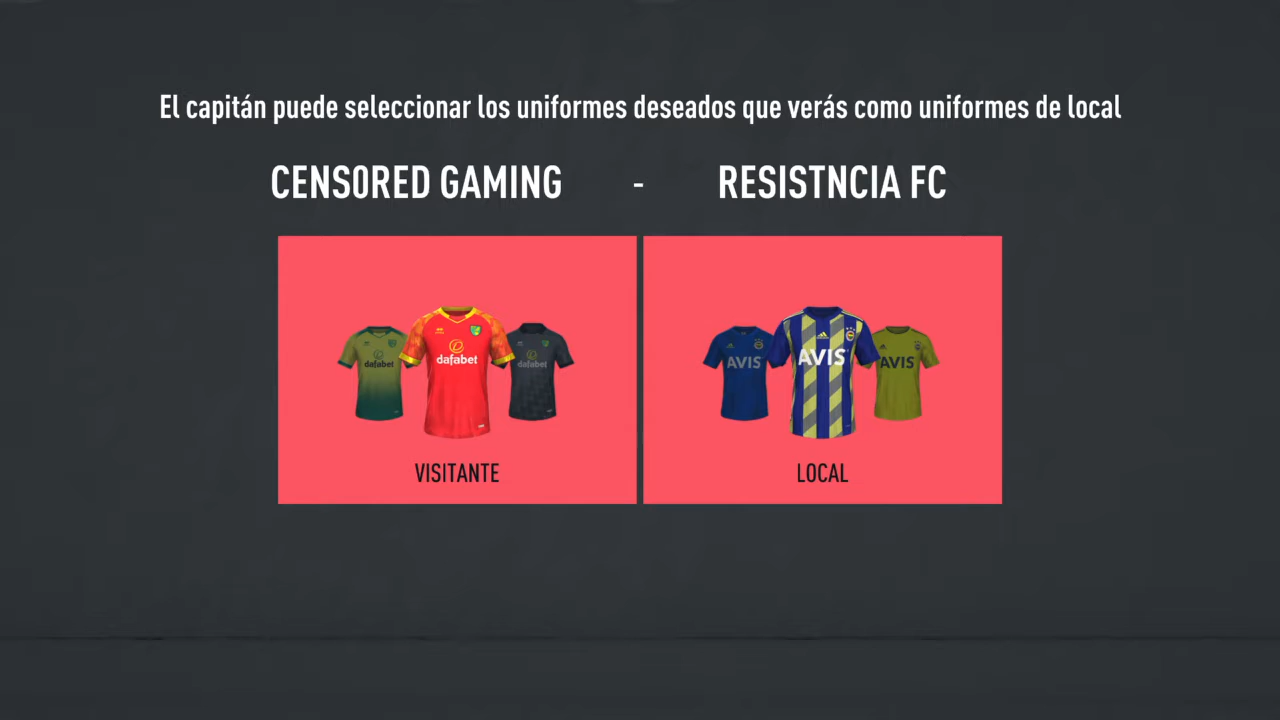 El capitán puede seleccionar los uniformes deseados que verás como uniformes de local
CENSORED GAMING - RESISTNCIA FC
dafabet dafabet dafabet AVIS AVIS AVIS
VISITANTE LOCAL